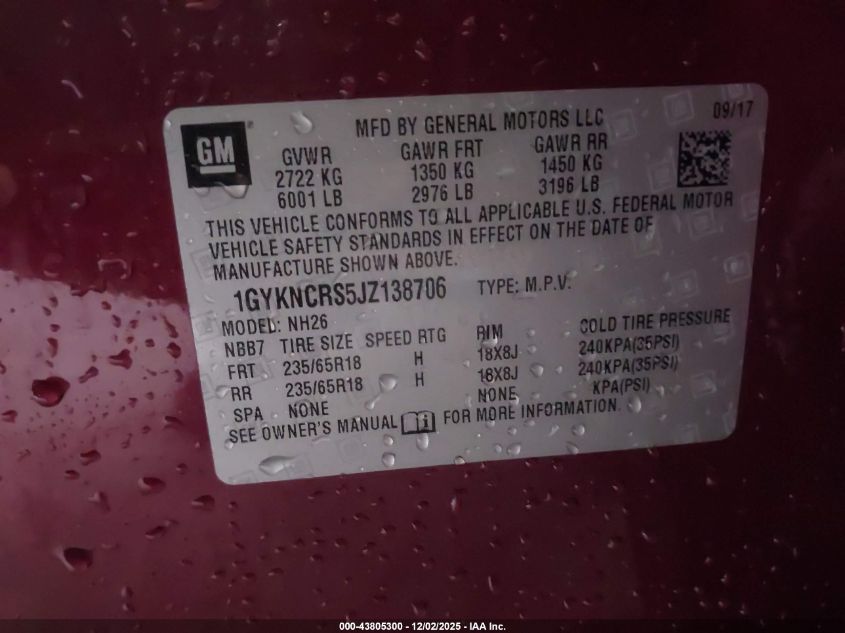 09/17
GM
MFD BY GENERAL MOTORS LLC
GVWR GAWR FRT GAWR RR
2722 KG 1350 KG 1450 KG
6001 LB 2976 LB 3196 LB
THIS VEHICLE CONFORMS TO ALL APPLICABLE U.S. FEDERAL MOTOR
VEHICLE SAFETY STANDARDS IN EFFECT ON THE DATE OF
MANUFACTURE SHOWN ABOVE.
1GYKNCRS5JZ138706 TYPE: M.P.V.
MODEL: NH26
NBB7 TIRE SIZE SPEED RTG RIM COLD TIRE PRESSURE
FRT 235/65R18 H 18X8J 240KPA(35PSI)
RR 235/65R18 H 18X8J 240KPA(35PSI)
SPA NONE NONE KPA(PSI)
SEE OWNER'S MANUAL FOR MORE INFORMATION.
000-43805300 - 12/02/2025 - IAA Inc.